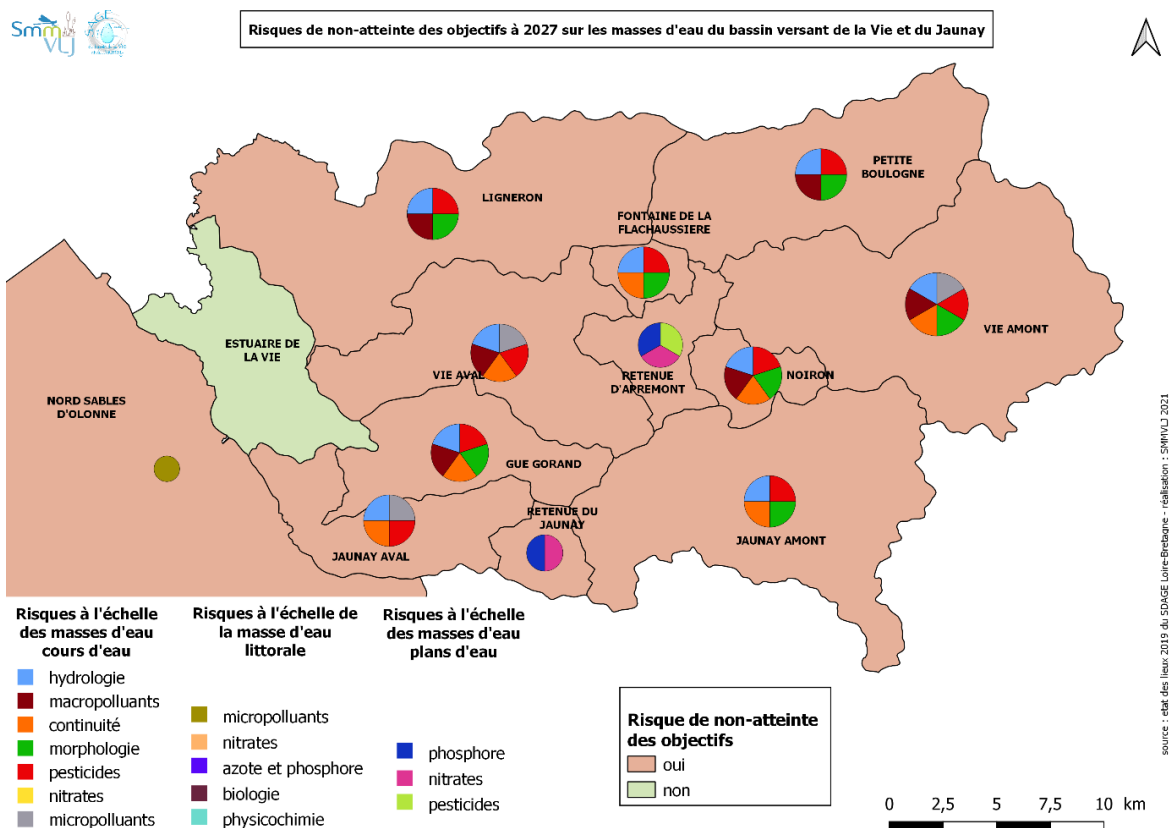 Smm
VLJ
Risques de non-atteinte des objectifs à 2027 sur les masses d'eau du bassin versant de la Vie et du Jaunay
PETITE
BOULOGNE
LIGNERON
FONTAINE DE LA
FLACHAUSSIERE
VIE AMONT
ESTUAIRE DE
LA VIE
VIE AVAL
RETENUE
D'APREMONT
NOIRON
NORD SABLES
D'OLONNE
GUE GORAND
RETENUE DU
JAUNAY
JAUNAY AMONT
JAUNAY AVAL
Risques à l'échelle
des masses d'eau
cours d'eau
hydrologie
macropolluants
continuité
morphologie
pesticides
nitrates
micropolluants
Risques à l'échelle de
la masse d'eau
littorale
micropolluants
nitrates
azote et phosphore
biologie
physicochimie
Risques à l'échelle
des masses d'eau
plans d'eau
phosphore
nitrates
pesticides
Risque de non-atteinte
des objectifs
oui
non
0 2,5 5 7,5 10 km
source : etat des lieux 2019 du SDAGE Loire-Bretagne - réalisation : SMMVLJ 2021